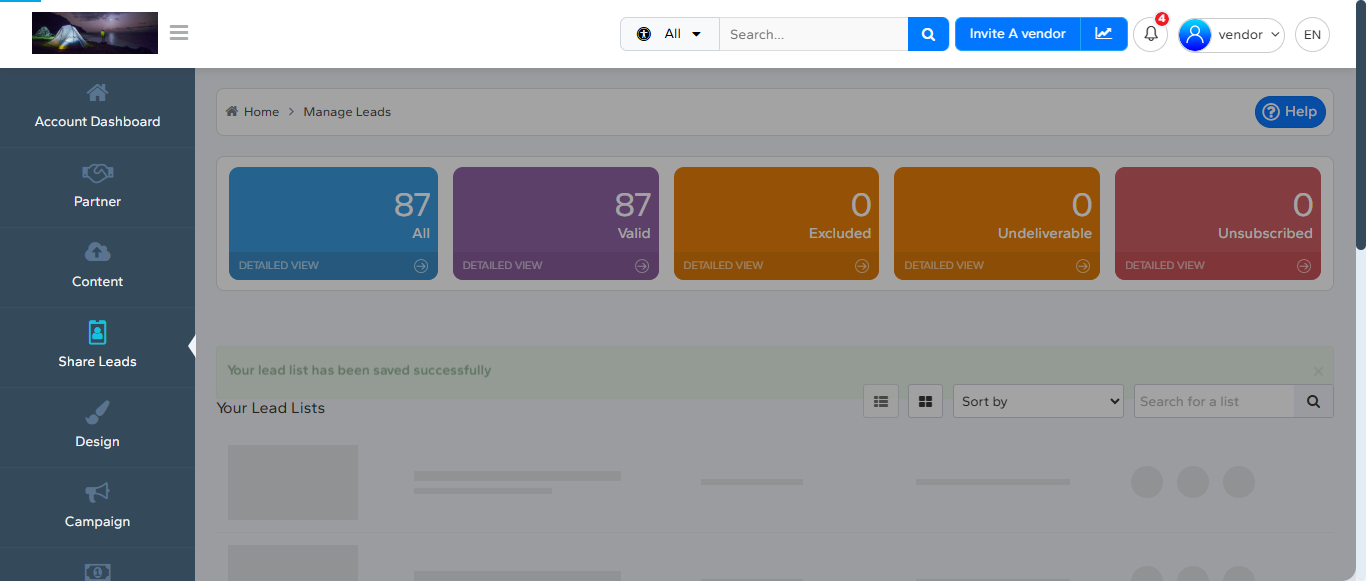 All
Search...
Invite A vendor
4
vendor
EN
Account Dashboard
Partner
Content
Share Leads
Design
Campaign
Home > Manage Leads
Help
87
All
DETAILED VIEW
87
Valid
DETAILED VIEW
0
Excluded
DETAILED VIEW
0
Undeliverable
DETAILED VIEW
0
Unsubscribed
DETAILED VIEW
Your lead list has been saved successfully ×
Your Lead Lists
Sort by
Search for a list